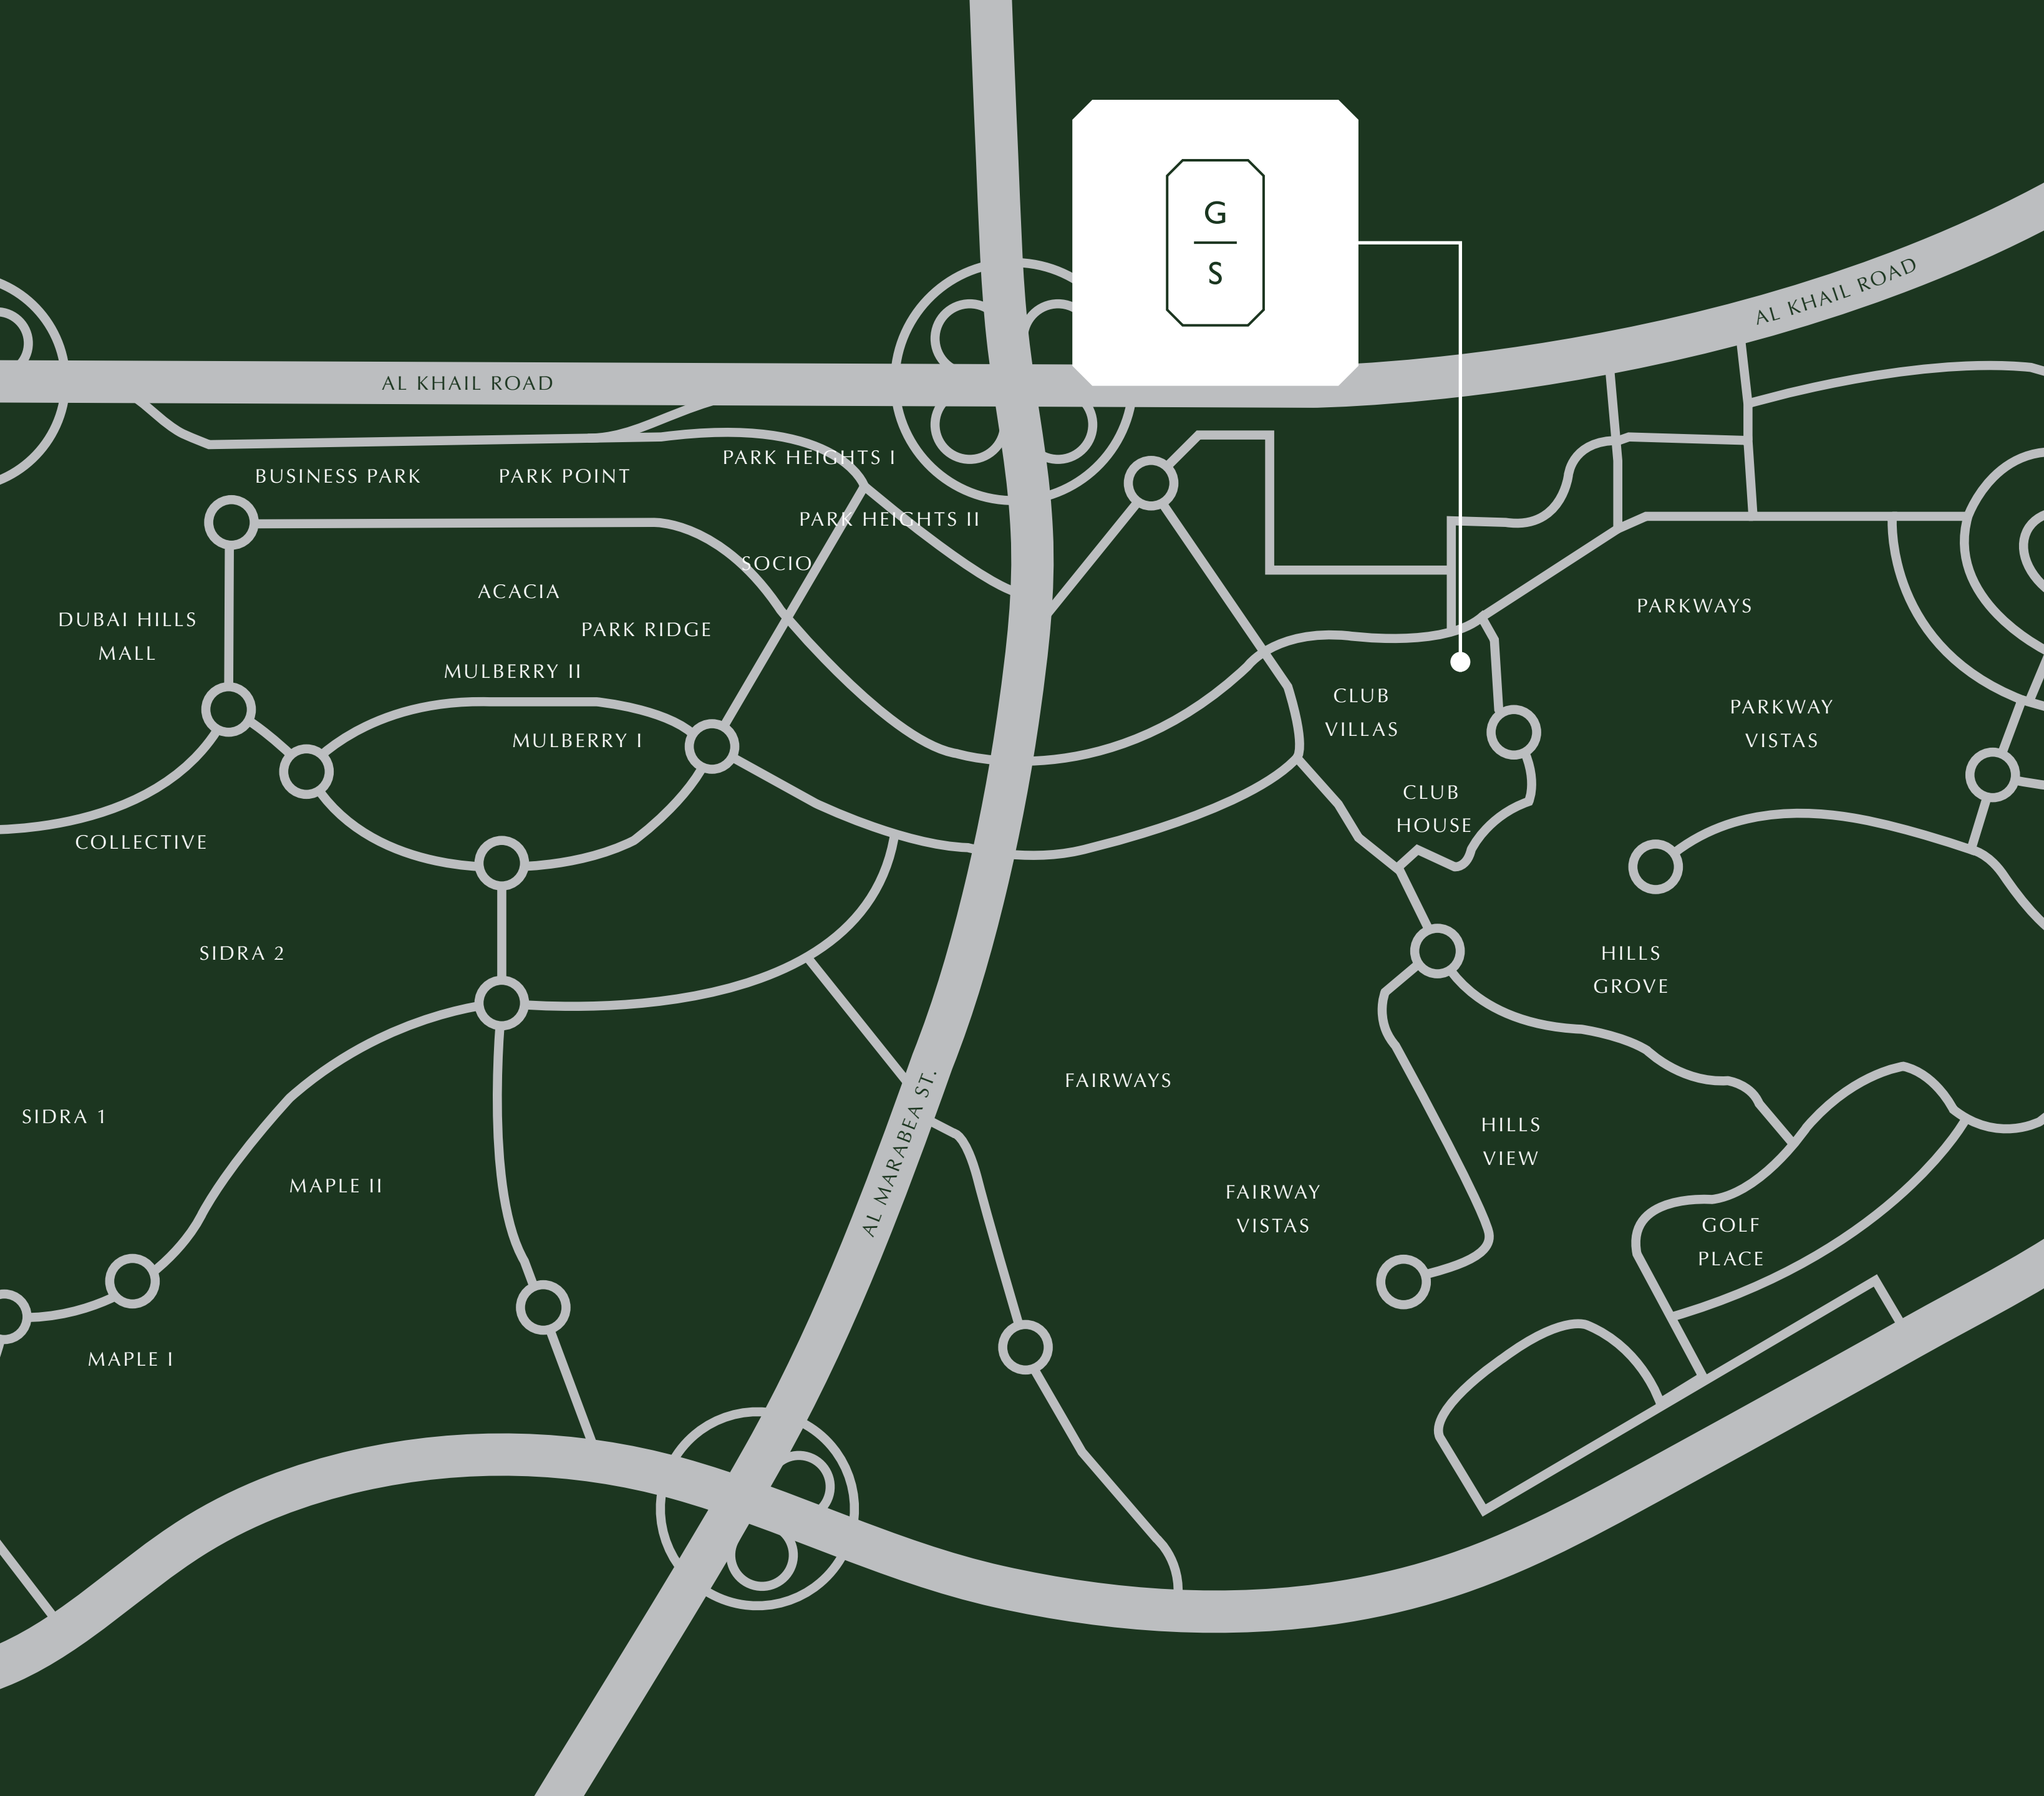 G
S
AL KHAIL ROAD
AL KHAIL ROAD
PARK HEIGHTS I
BUSINESS PARK
PARK POINT
PARK HEIGHTS II
SOCIO
ACACIA
PARKWAYS
DUBAI HILLS
MALL
PARK RIDGE
MULBERRY II
CLUB
VILLAS
PARKWAY
VISTAS
MULBERRY I
CLUB
HOUSE
COLLECTIVE
SIDRA 2
HILLS
GROVE
FAIRWAYS
SIDRA 1
HILLS
VIEW
AL MARABEA ST.
MAPLE II
FAIRWAY
VISTAS
GOLF
PLACE
MAPLE I